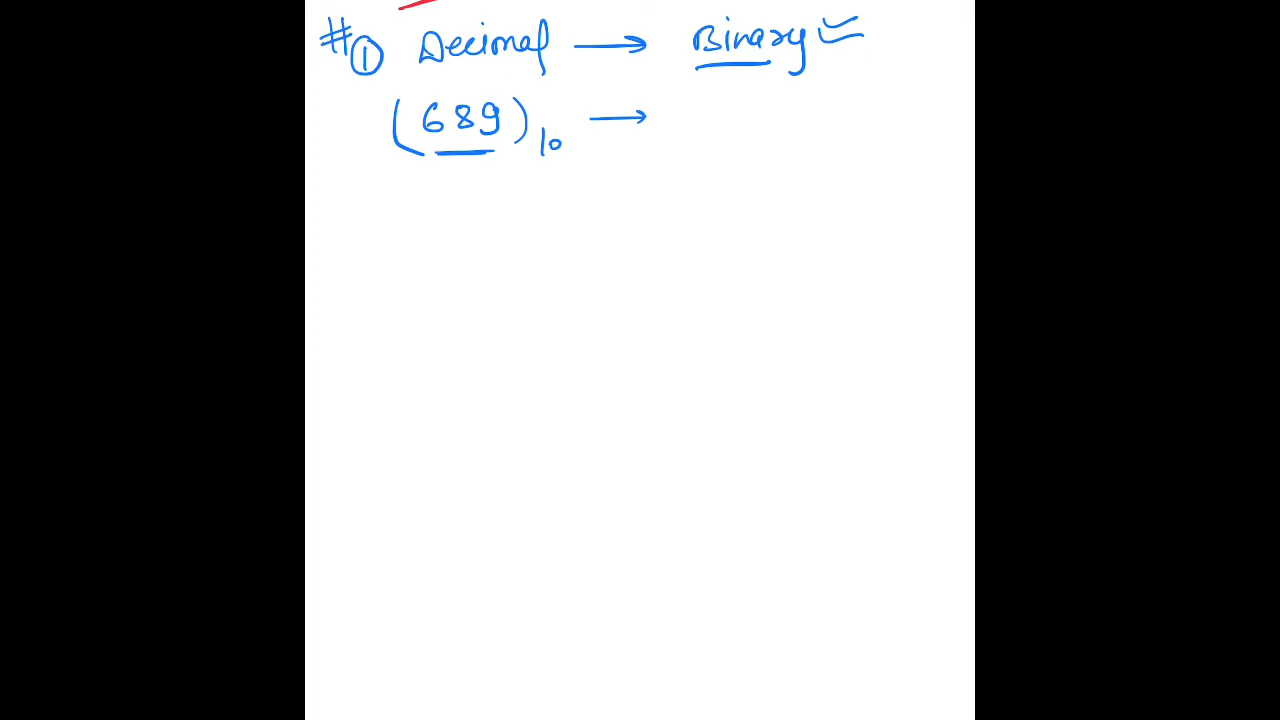 # ① Decimal → Binary
(689)₁₀ →